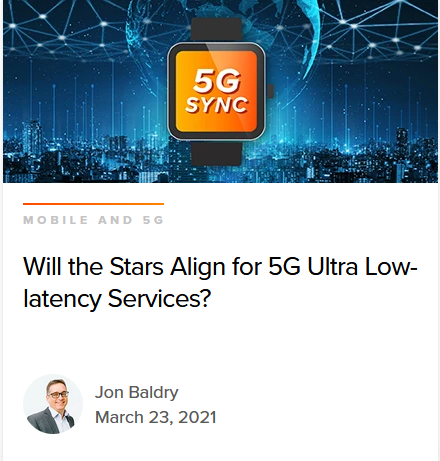 5G
SYNC
MOBILE AND 5G
Will the Stars Align for 5G Ultra Low-
latency Services?
Jon Baldry
March 23, 2021